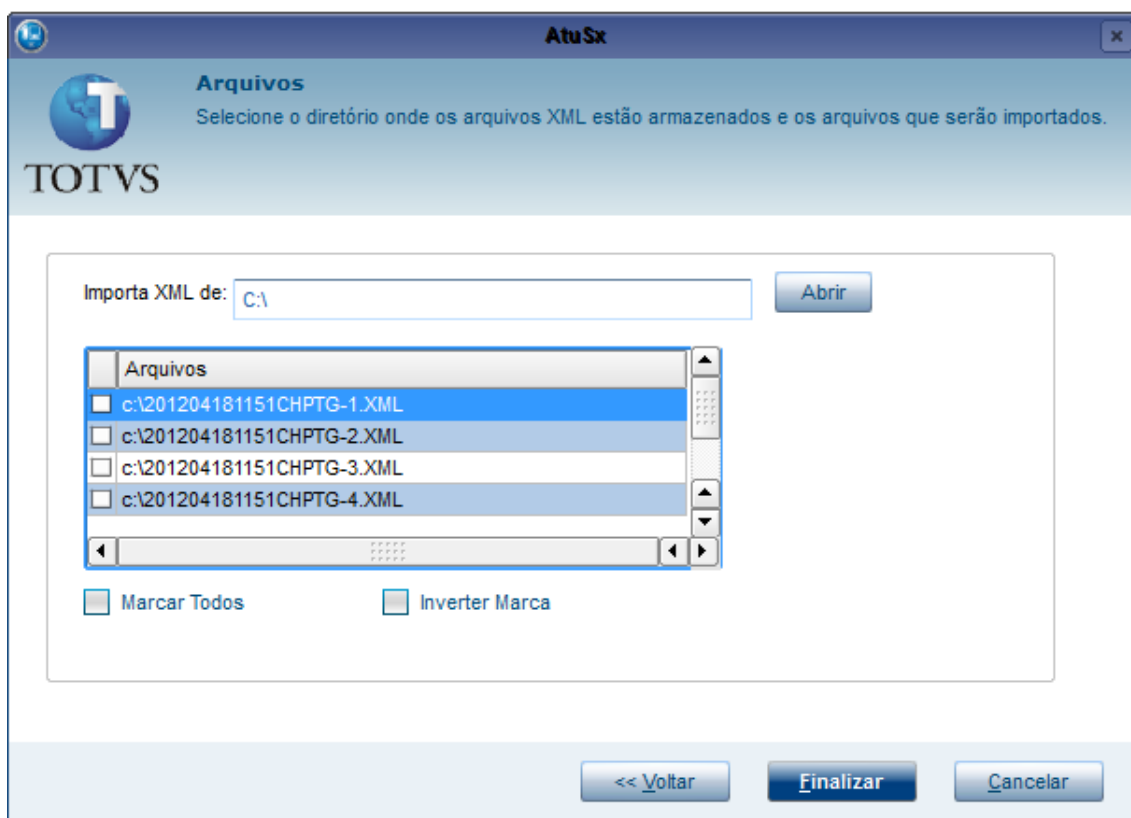 AtuSx
Arquivos
Selecione o diretório onde os arquivos XML estão armazenados e os arquivos que serão importados.
TOTVS
Importa XML de: C:\ Abrir
Arquivos
c:\201204181151CHPTG-1.XML
c:\201204181151CHPTG-2.XML
c:\201204181151CHPTG-3.XML
c:\201204181151CHPTG-4.XML
Marcar Todos Inverter Marca
<< Voltar Finalizar Cancelar